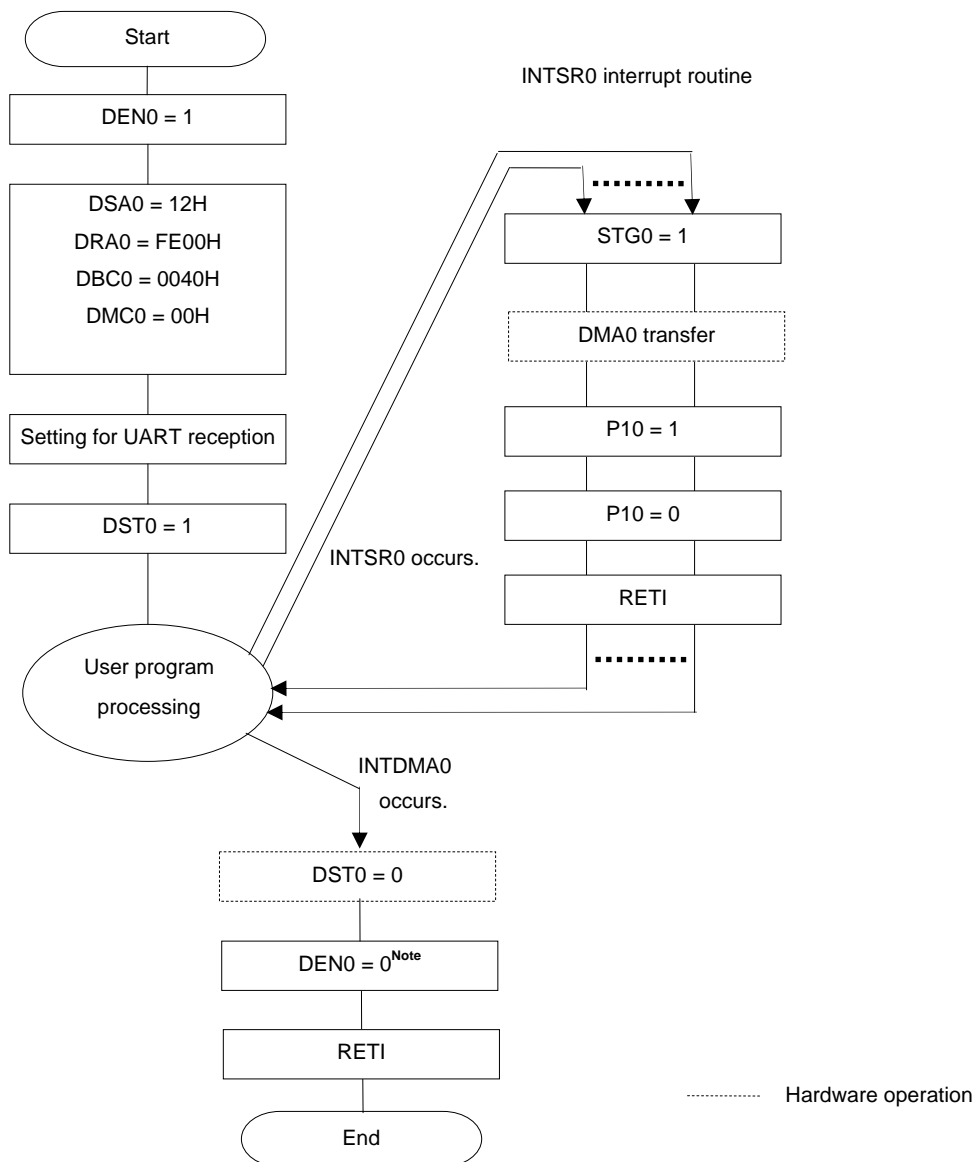 Start
DEN0 = 1
DSA0 = 12H
DRA0 = FE00H
DBC0 = 0040H
DMC0 = 00H
Setting for UART reception
DST0 = 1
User program
processing
INTSR0 occurs.
INTSR0 interrupt routine
STG0 = 1
DMA0 transfer
P10 = 1
P10 = 0
RETI
INTDMA0
occurs.
DST0 = 0
DEN0 = 0Note
RETI
End
Hardware operation